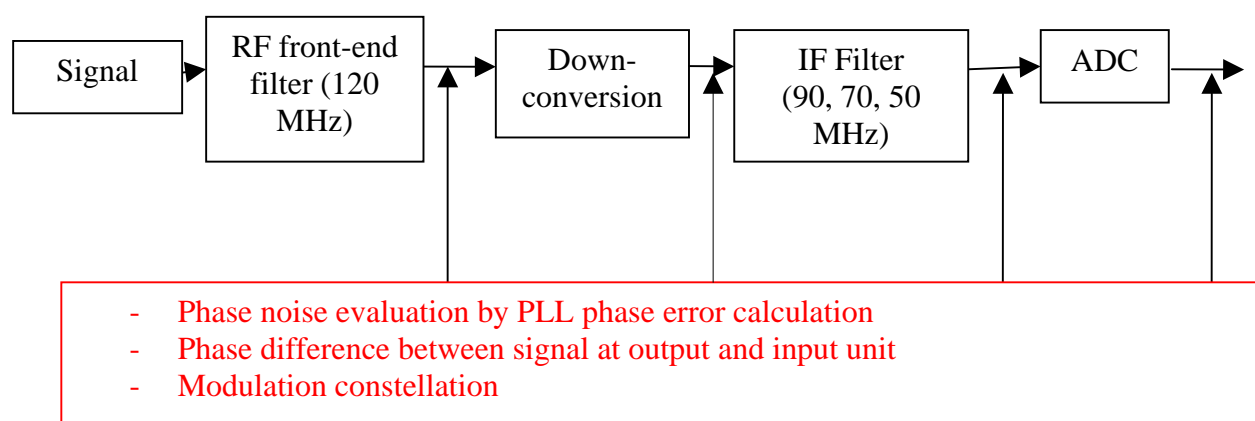 Signal
RF front-end
filter (120
MHz)
Down-
conversion
IF Filter
(90, 70, 50
MHz)
ADC
- Phase noise evaluation by PLL phase error calculation
- Phase difference between signal at output and input unit
- Modulation constellation